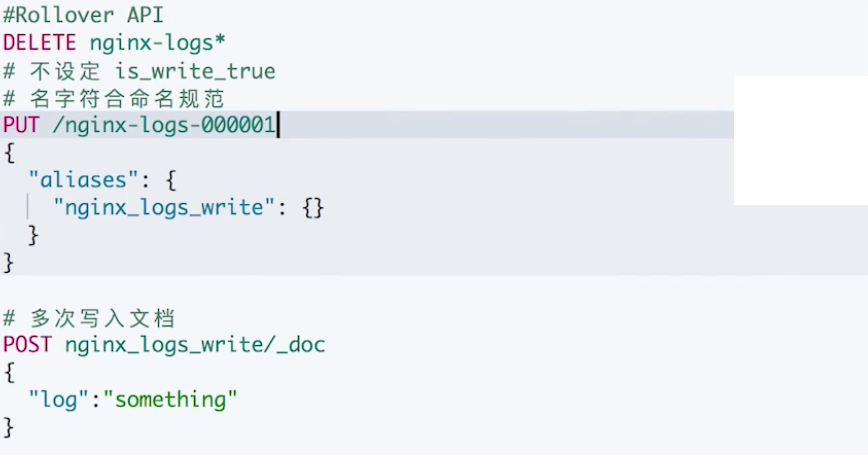 #Rollover API
DELETE nginx-logs*
# 不设定 is_write_true
# 名字符合命名规范
PUT /nginx-logs-000001
{
  "aliases": {
    "nginx_logs_write": {}
  }
}

# 多次写入文档
POST nginx_logs_write/_doc
{
  "log":"something"
}